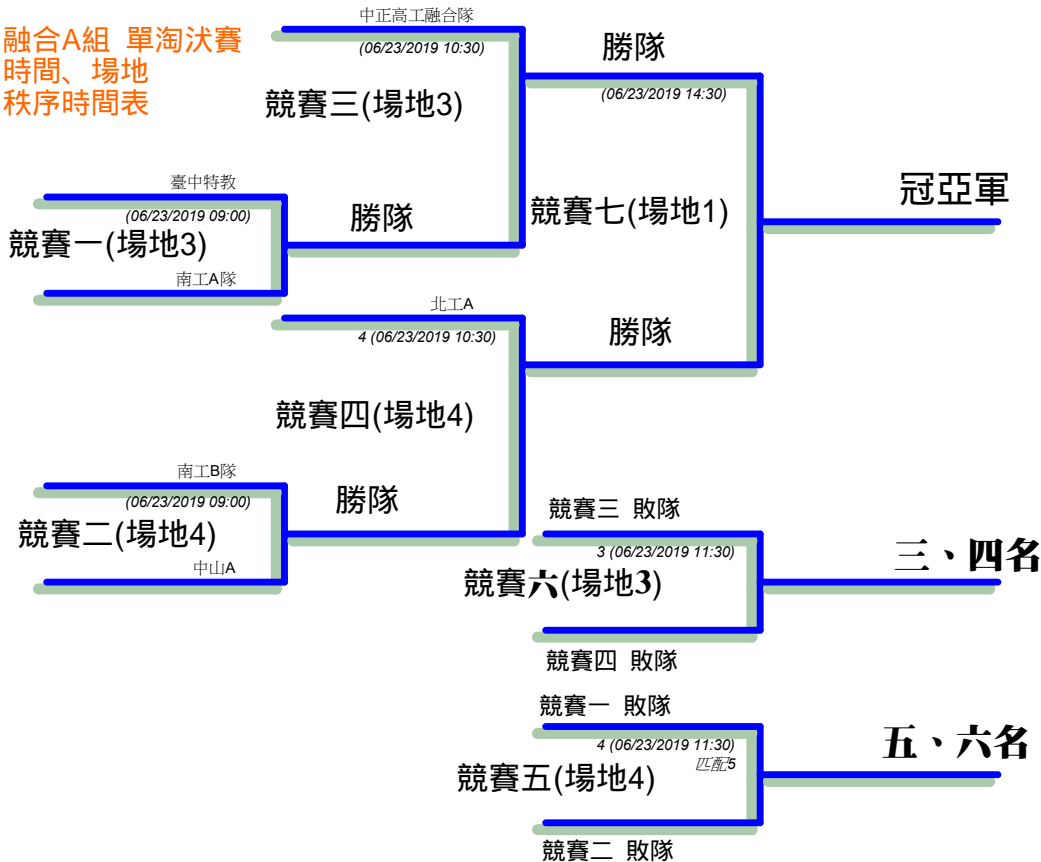 融合A組 單淘汰賽
時間、場地
秩序時間表
中正高工融合隊
(06/23/2019 10:30)
競賽三(場地3)
勝隊
(06/23/2019 14:30)
臺中特教
(06/23/2019 09:00)
競賽一(場地3)
南工A隊
勝隊
競賽七(場地1)
冠亞軍
北工A
4 (06/23/2019 10:30)
勝隊
競賽四(場地4)
南工B隊
(06/23/2019 09:00)
競賽二(場地4)
中山A
勝隊
競賽三 敗隊
3 (06/23/2019 11:30)
競賽六(場地3)
三、四名
競賽四 敗隊
競賽一 敗隊
4 (06/23/2019 11:30)
匹配5
競賽五(場地4)
五、六名
競賽二 敗隊